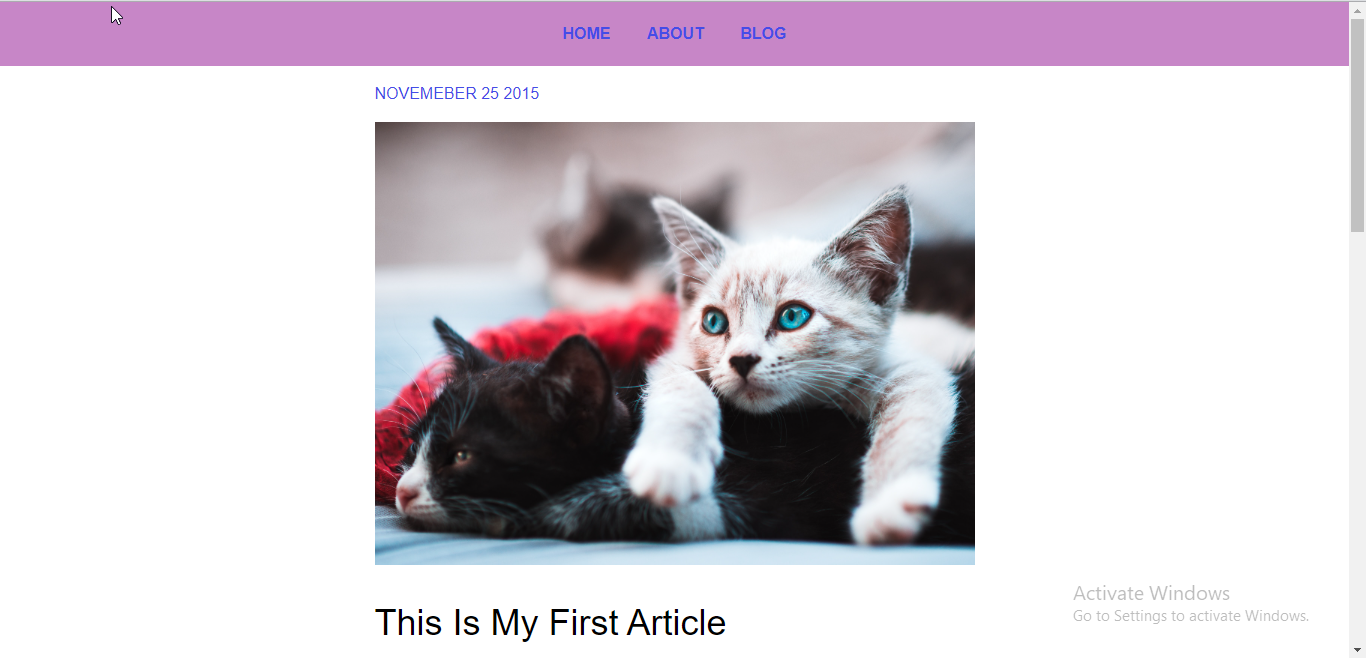 HOME ABOUT BLOG
NOVEMEBER 25 2015
This Is My First Article
Activate Windows
Go to Settings to activate Windows.